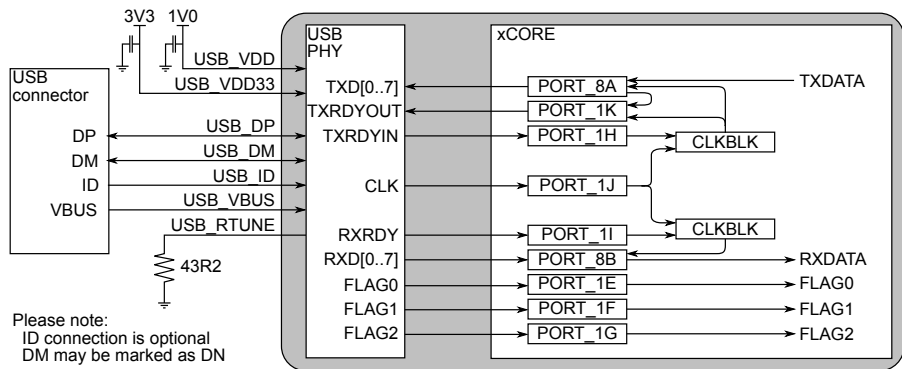 3V3
1V0
USB
PHY
xCORE
USB
connector
USB_VDD
USB_VDD33
TXD[0..7]
PORT_8A
TXDATA
TXRDYOUT
PORT_1K
DP
USB_DP
TXRDYIN
PORT_1H
CLKBLK
DM
USB_DM
ID
USB_ID
CLK
PORT_1J
VBUS
USB_VBUS
USB_RTUNE
CLKBLK
RXRDY
PORT_1I
RXD[0..7]
PORT_8B
RXDATA
43R2
FLAG0
PORT_1E
FLAG0
FLAG1
PORT_1F
FLAG1
FLAG2
PORT_1G
FLAG2
Please note:
ID connection is optional
DM may be marked as DN